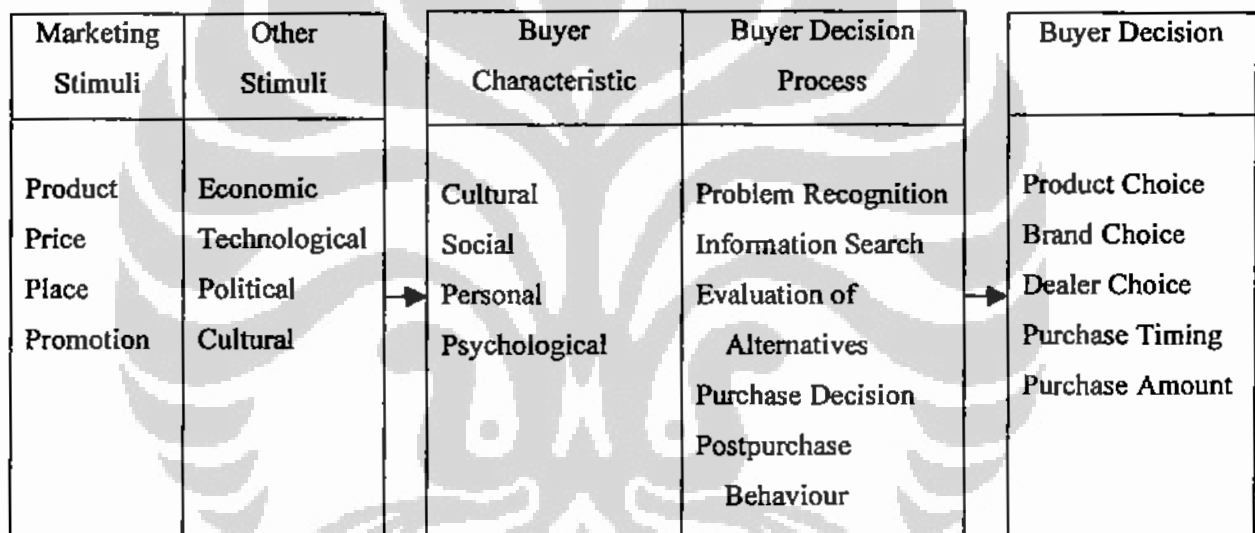 Marketing
Stimuli
Other
Stimuli
Product
Price
Place
Promotion
Economic
Technological
Political
Cultural
Buyer
Characteristic
Buyer Decision
Process
Cultural
Social
Personal
Psychological
Problem Recognition
Information Search
Evaluation of
Alternatives
Purchase Decision
Postpurchase
Behaviour
Buyer Decision
Product Choice
Brand Choice
Dealer Choice
Purchase Timing
Purchase Amount